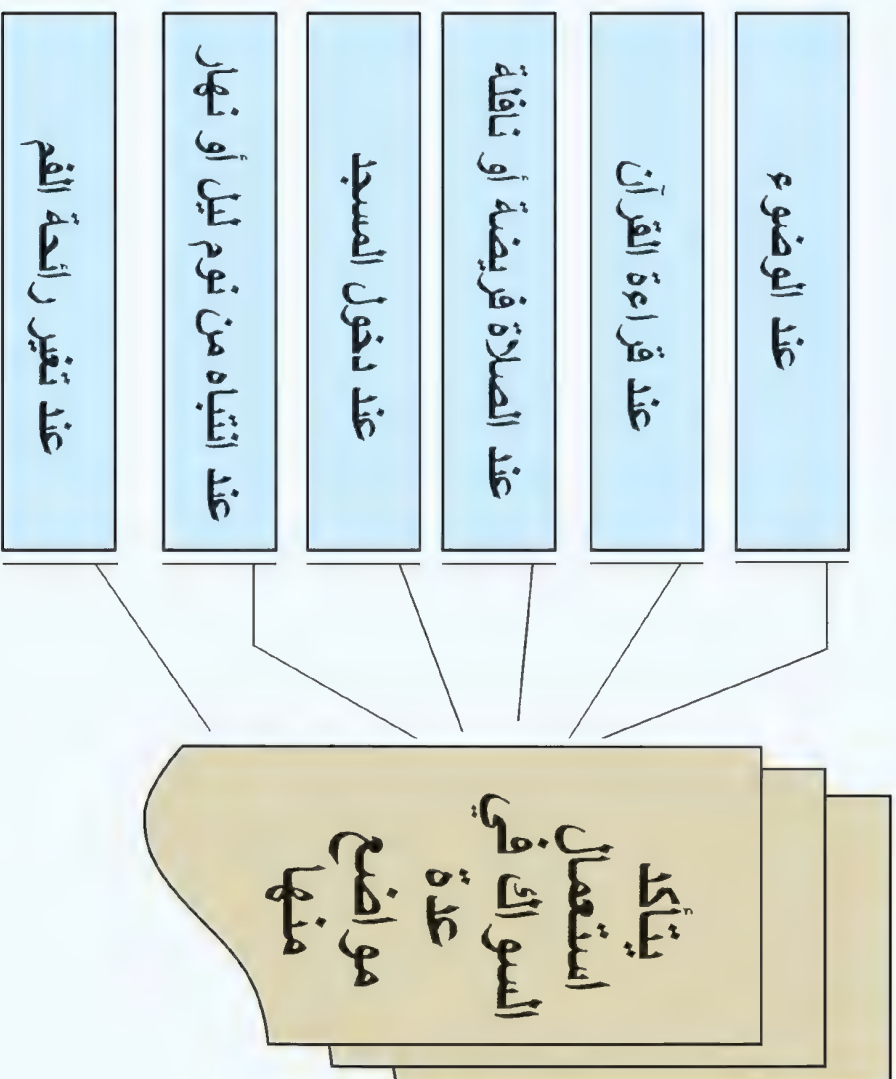 يتأكد
استعمال
السواك في
عدة
مواضع
منها
عند الوضوء
عند قراءة القرآن
عند الصلاة فريضة أو نافلة
عند دخول المسجد
عند انتباه من نوم ليل أو نهار
عند تغير رائحة الفم